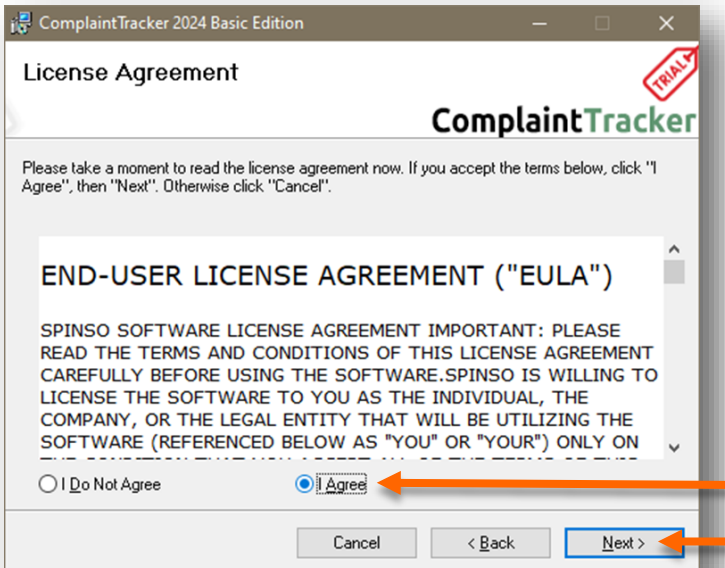 ComplaintTracker 2024 Basic Edition
License Agreement
TRIAL
ComplaintTracker
Please take a moment to read the license agreement now. If you accept the terms below, click "I
Agree", then "Next". Otherwise click "Cancel".
END-USER LICENSE AGREEMENT ("EULA")
SPINSO SOFTWARE LICENSE AGREEMENT IMPORTANT: PLEASE
READ THE TERMS AND CONDITIONS OF THIS LICENSE AGREEMENT
CAREFULLY BEFORE USING THE SOFTWARE.SPINSO IS WILLING TO
LICENSE THE SOFTWARE TO YOU AS THE INDIVIDUAL, THE
COMPANY, OR THE LEGAL ENTITY THAT WILL BE UTILIZING THE
SOFTWARE (REFERENCED BELOW AS "YOU" OR "YOUR") ONLY ON
I Do Not Agree
I Agree
Cancel
< Back
Next >